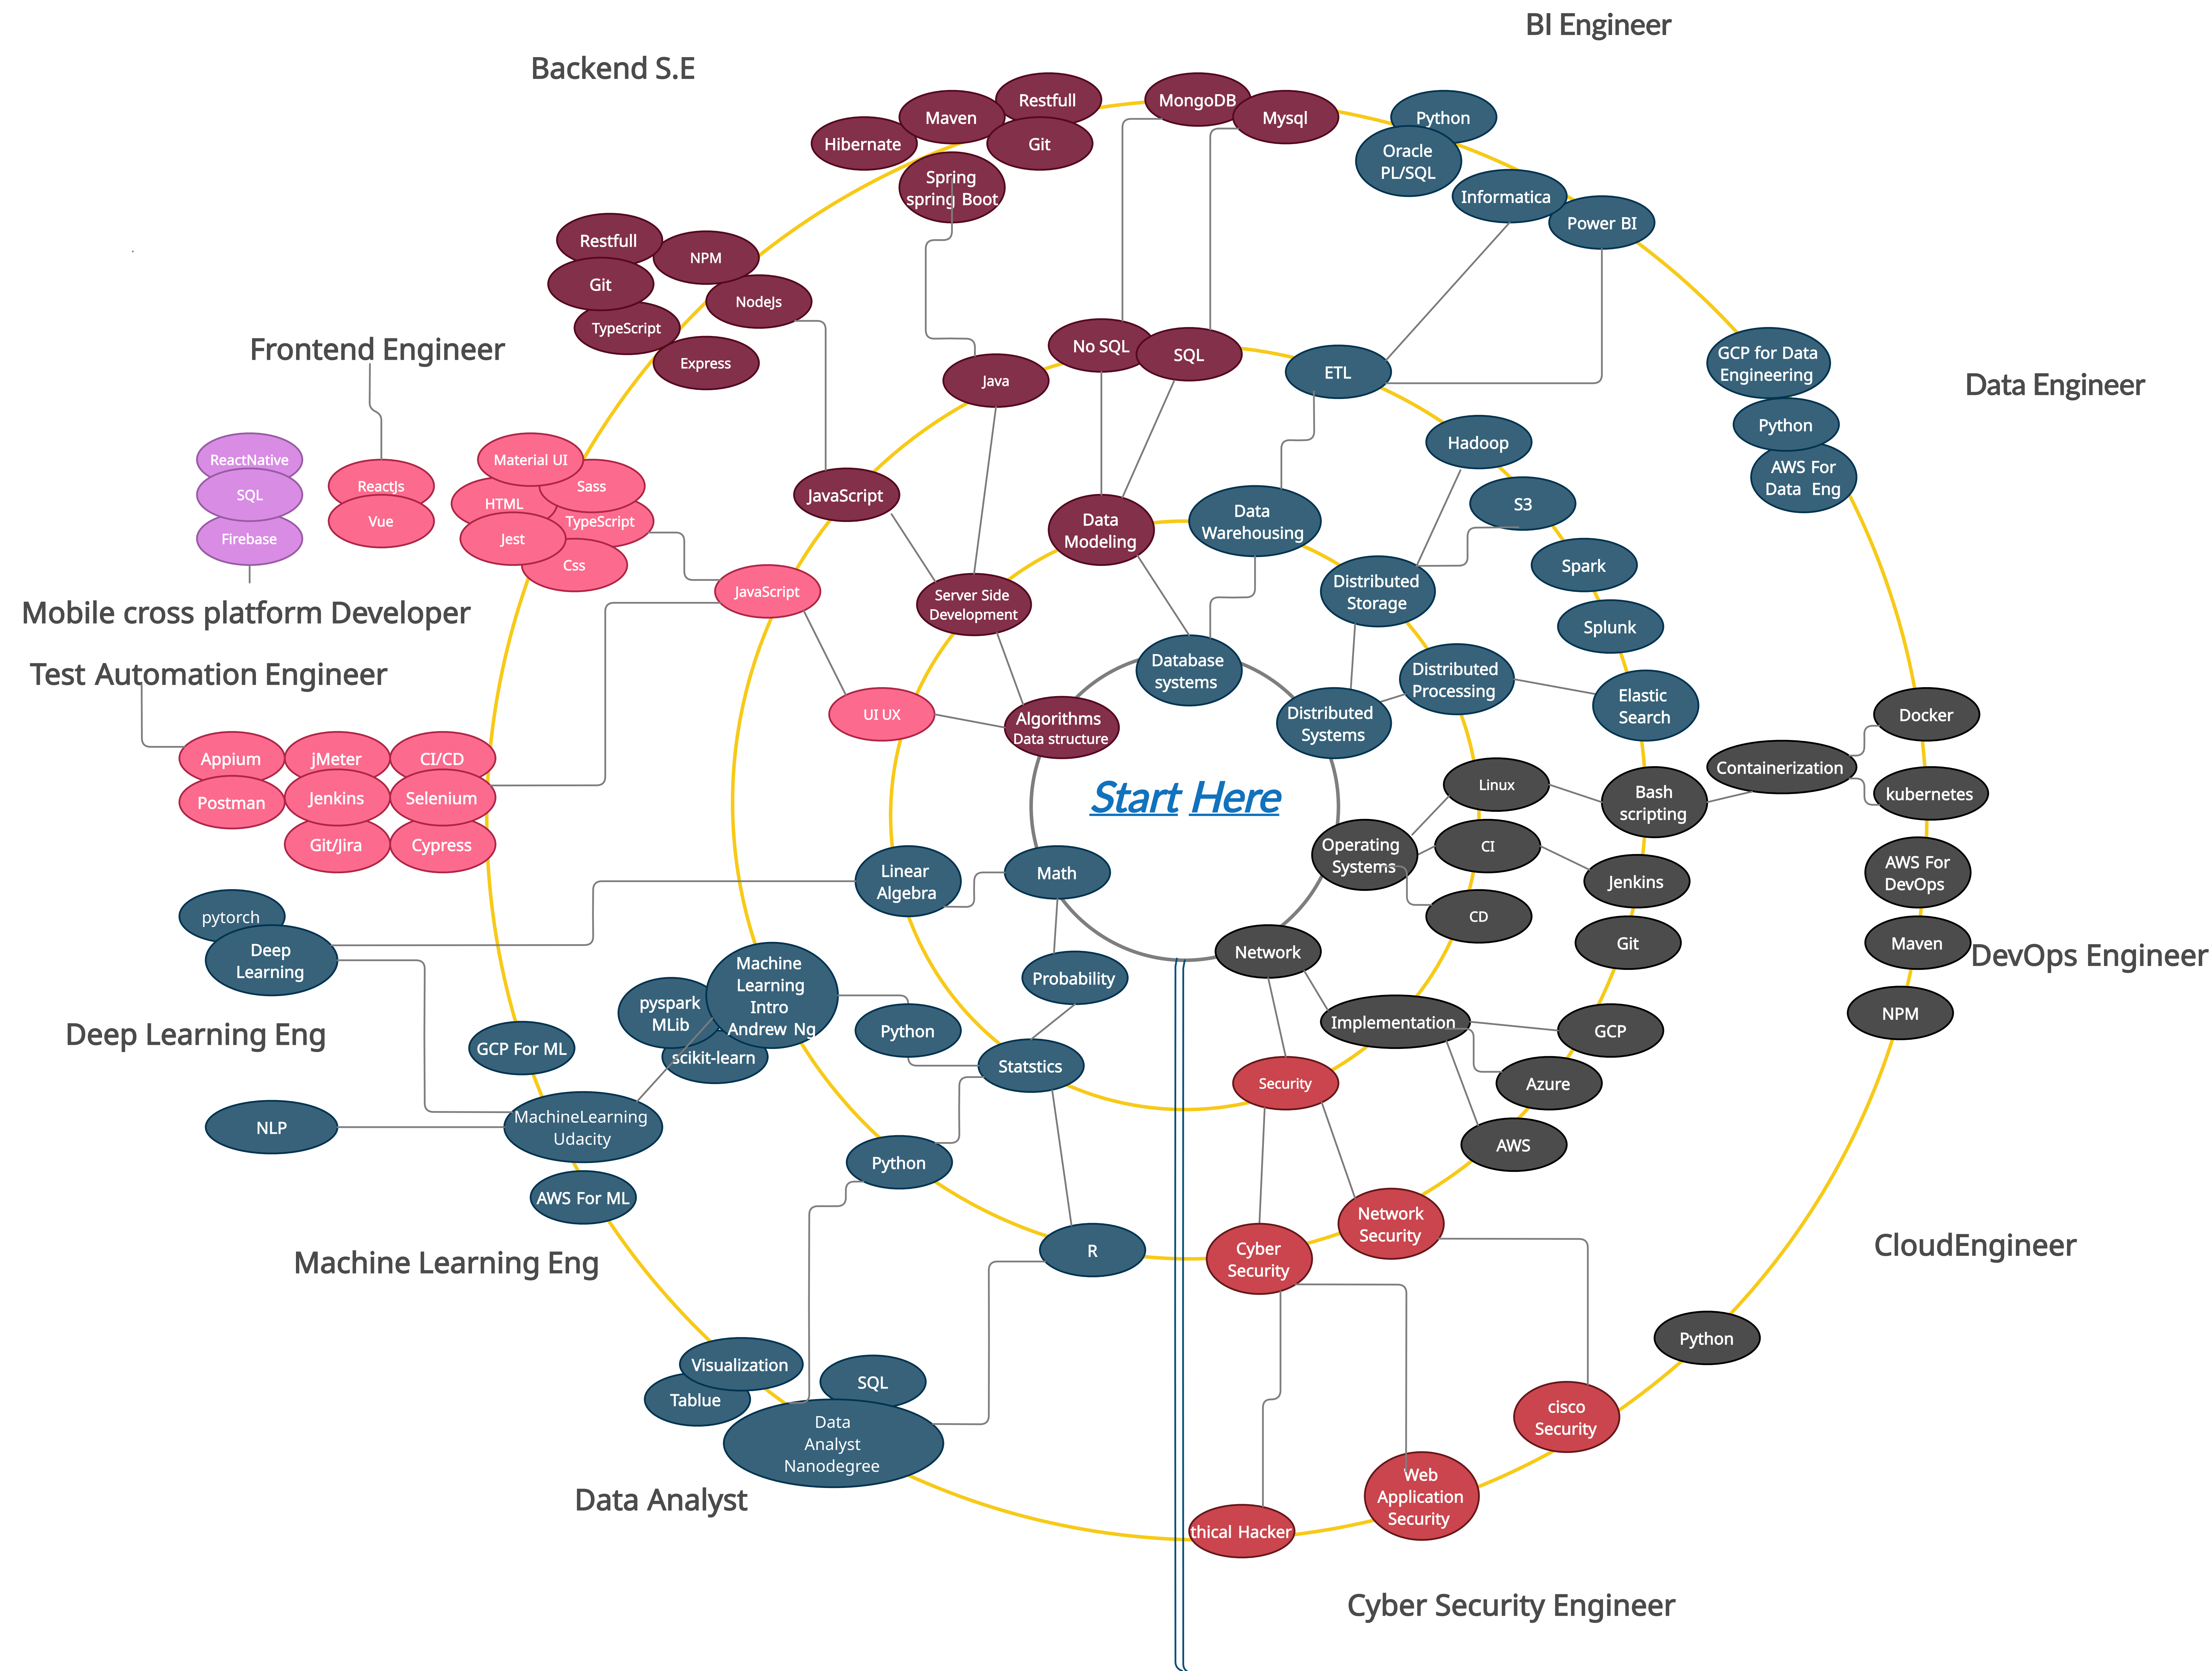 BI Engineer
Backend S.E
Restfull
MongoDB
Maven
Mysql
Python
Hibernate
Git
Oracle
PL/SQL
Spring
spring Boot
Informatica
Power BI
Restfull
NPM
Git
NodeJs
TypeScript
Express
Frontend Engineer
No SQL
SQL
Java
ETL
GCP for Data
Engineering
Data Engineer
Python
AWS For
Data Eng
Hadoop
S3
ReactNative
SQL
Firebase
ReactJs
Vue
Material UI
Sass
HTML
TypeScript
Jest
Css
JavaScript
Data
Modeling
Data
Warehousing
Spark
Distributed
Storage
Splunk
JavaScript
Server Side
Development
Mobile cross platform Developer
Test Automation Engineer
Database
systems
Distributed
Processing
Elastic
Search
UI UX
Algorithms
Data structure
Distributed
Systems
Docker
Appium
jMeter
CI/CD
Postman
Jenkins
Selenium
Git/Jira
Cypress
Start Here
Linux
Bash
scripting
Containerization
kubernetes
Operating
Systems
CI
Jenkins
AWS For
DevOps
Linear
Algebra
Math
CD
Git
Maven
DevOps Engineer
pytorch
Deep
Learning
Network
Probability
Machine
Learning
Intro
Andrew Ng
pyspark
MLib
scikit-learn
Python
Implementation
GCP
NPM
Deep Learning Eng
GCP For ML
Statstics
Security
Azure
NLP
MachineLearning
Udacity
AWS
Python
AWS For ML
Network
Security
Machine Learning Eng
R
Cyber
Security
CloudEngineer
Python
Visualization
Tablue
SQL
Data
Analyst
Nanodegree
cisco
Security
Data Analyst
Web
Application
Security
thical Hacker
Cyber Security Engineer